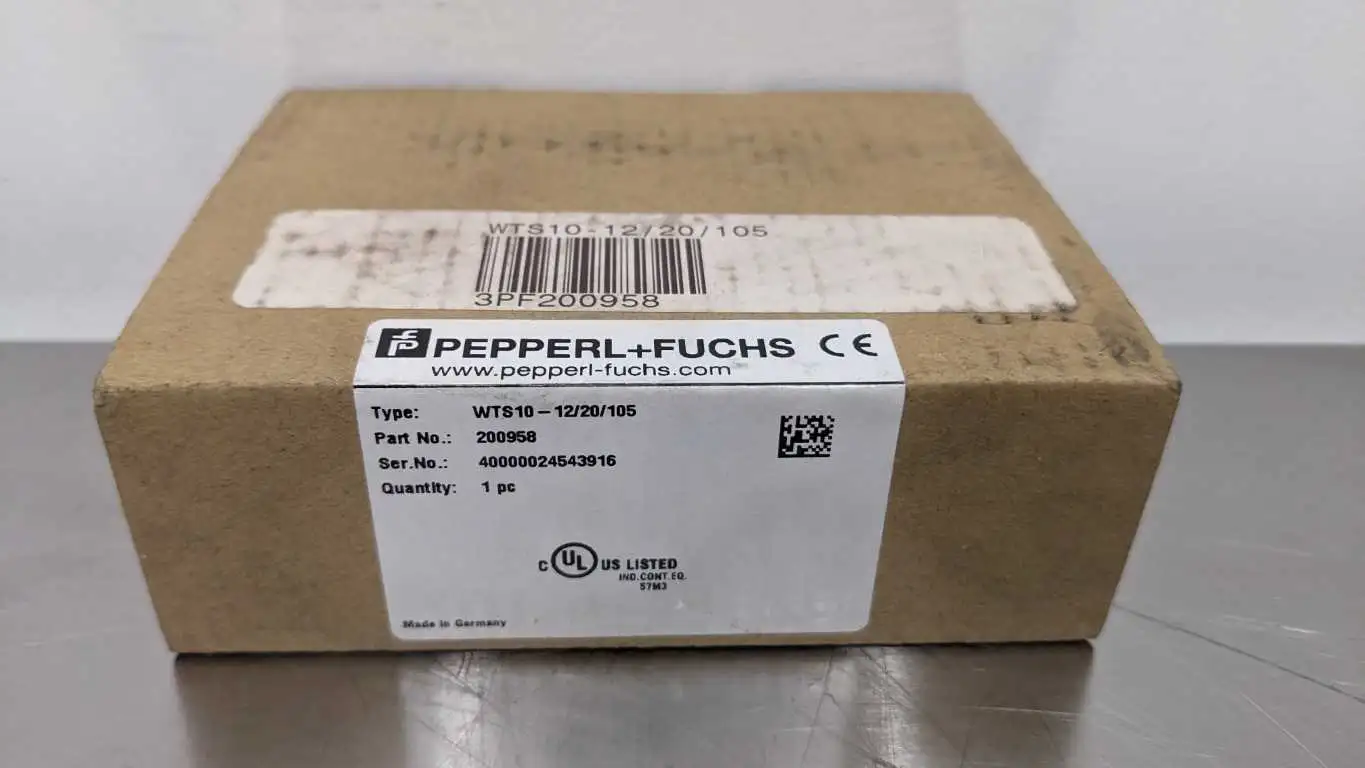 WTS10-12/20/105
3PF200958
PEPPERL+FUCHS CE
www.pepperl-fuchs.com
Type: WTS10-12/20/105
Part No.: 200958
Ser.No.: 40000024543916
Quantity: 1 pc
C UL US LISTED
IND.CONT.EQ.
57M3
Made in Germany